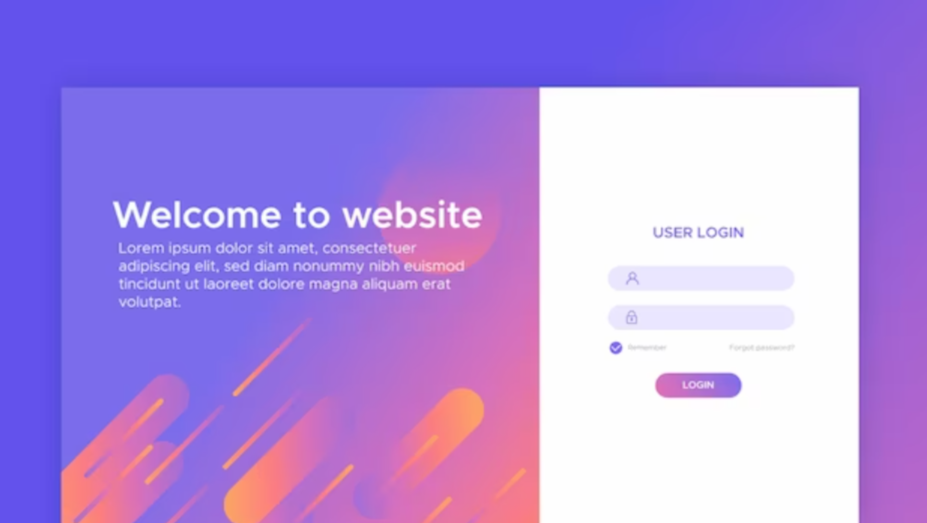 Welcome to website
Lorem ipsum dolor sit amet, consectetuer
adipiscing elit, sed diam nonummy nibh euismod
tincidunt ut laoreet dolore magna aliquam erat
volutpat.
USER LOGIN
Remember
Forgot password?
LOGIN